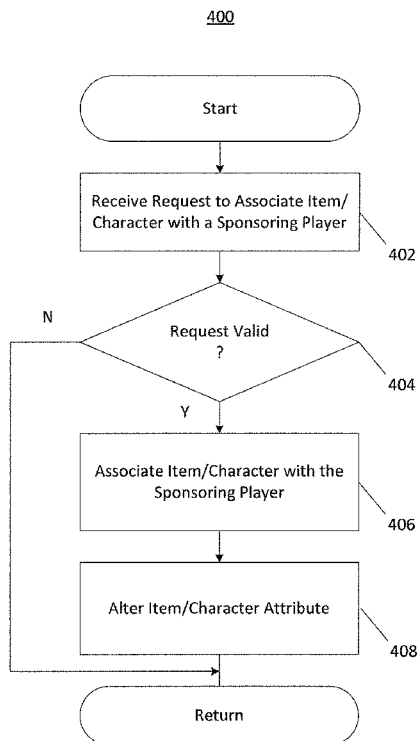 400
Start
Receive Request to Associate Item/
Character with a Sponsoring Player
402
N
Request Valid
?
404
Y
Associate Item/Character with the
Sponsoring Player
406
Alter Item/Character Attribute
408
Return